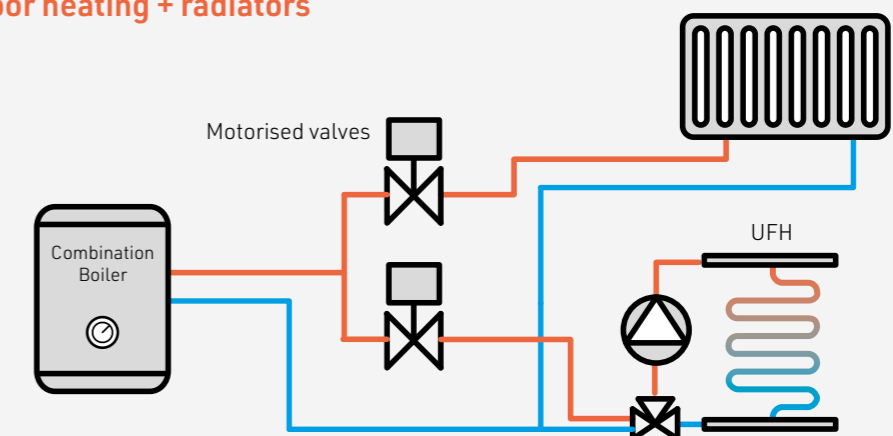 oor heating + radiators
Motorised valves
UFH
Combination
Boiler